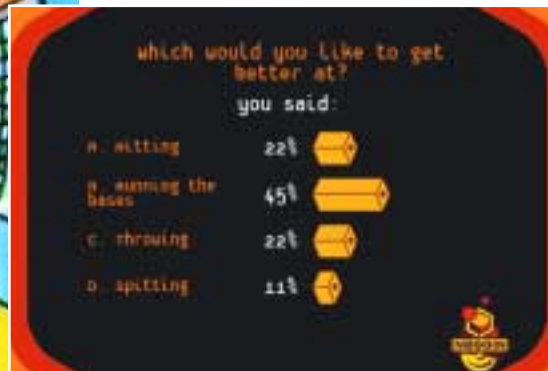 which would you like to get
better at?
you said:
A. hitting 22%
B. running the
bases 45%
C. throwing 22%
D. spitting 11%